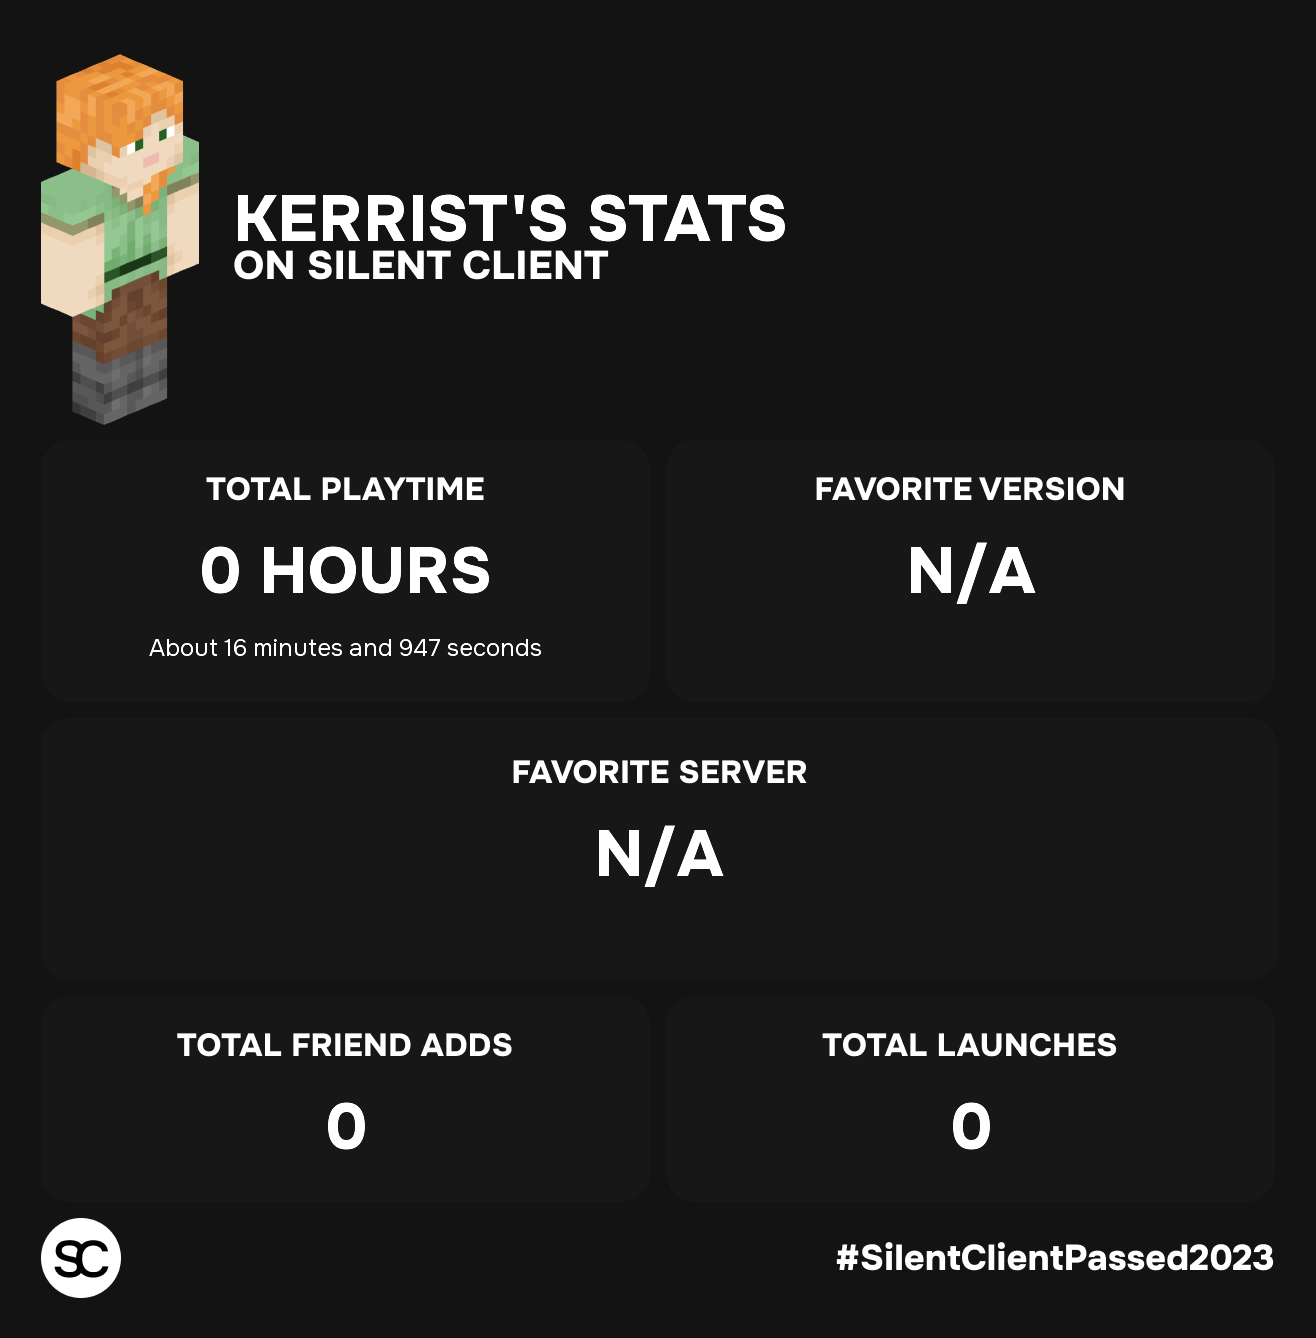 KERRIST'S STATS
ON SILENT CLIENT
TOTAL PLAYTIME
0 HOURS
About 16 minutes and 947 seconds
FAVORITE VERSION
N/A
FAVORITE SERVER
N/A
TOTAL FRIEND ADDS
0
TOTAL LAUNCHES
0
SC
#SilentClientPassed2023